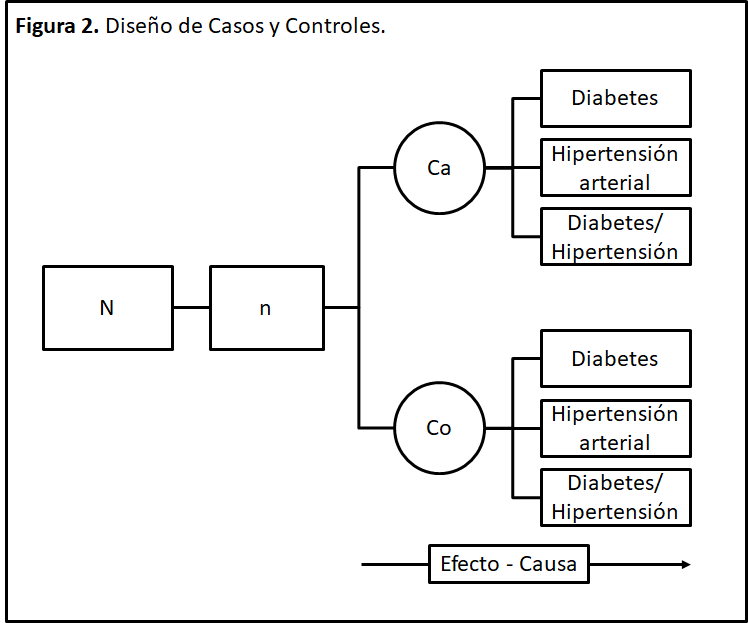 Figura 2. Diseño de Casos y Controles.
N
n
Ca
Diabetes
Hipertensión
arterial
Diabetes/
Hipertensión
Co
Diabetes
Hipertensión
arterial
Diabetes/
Hipertensión
Efecto - Causa